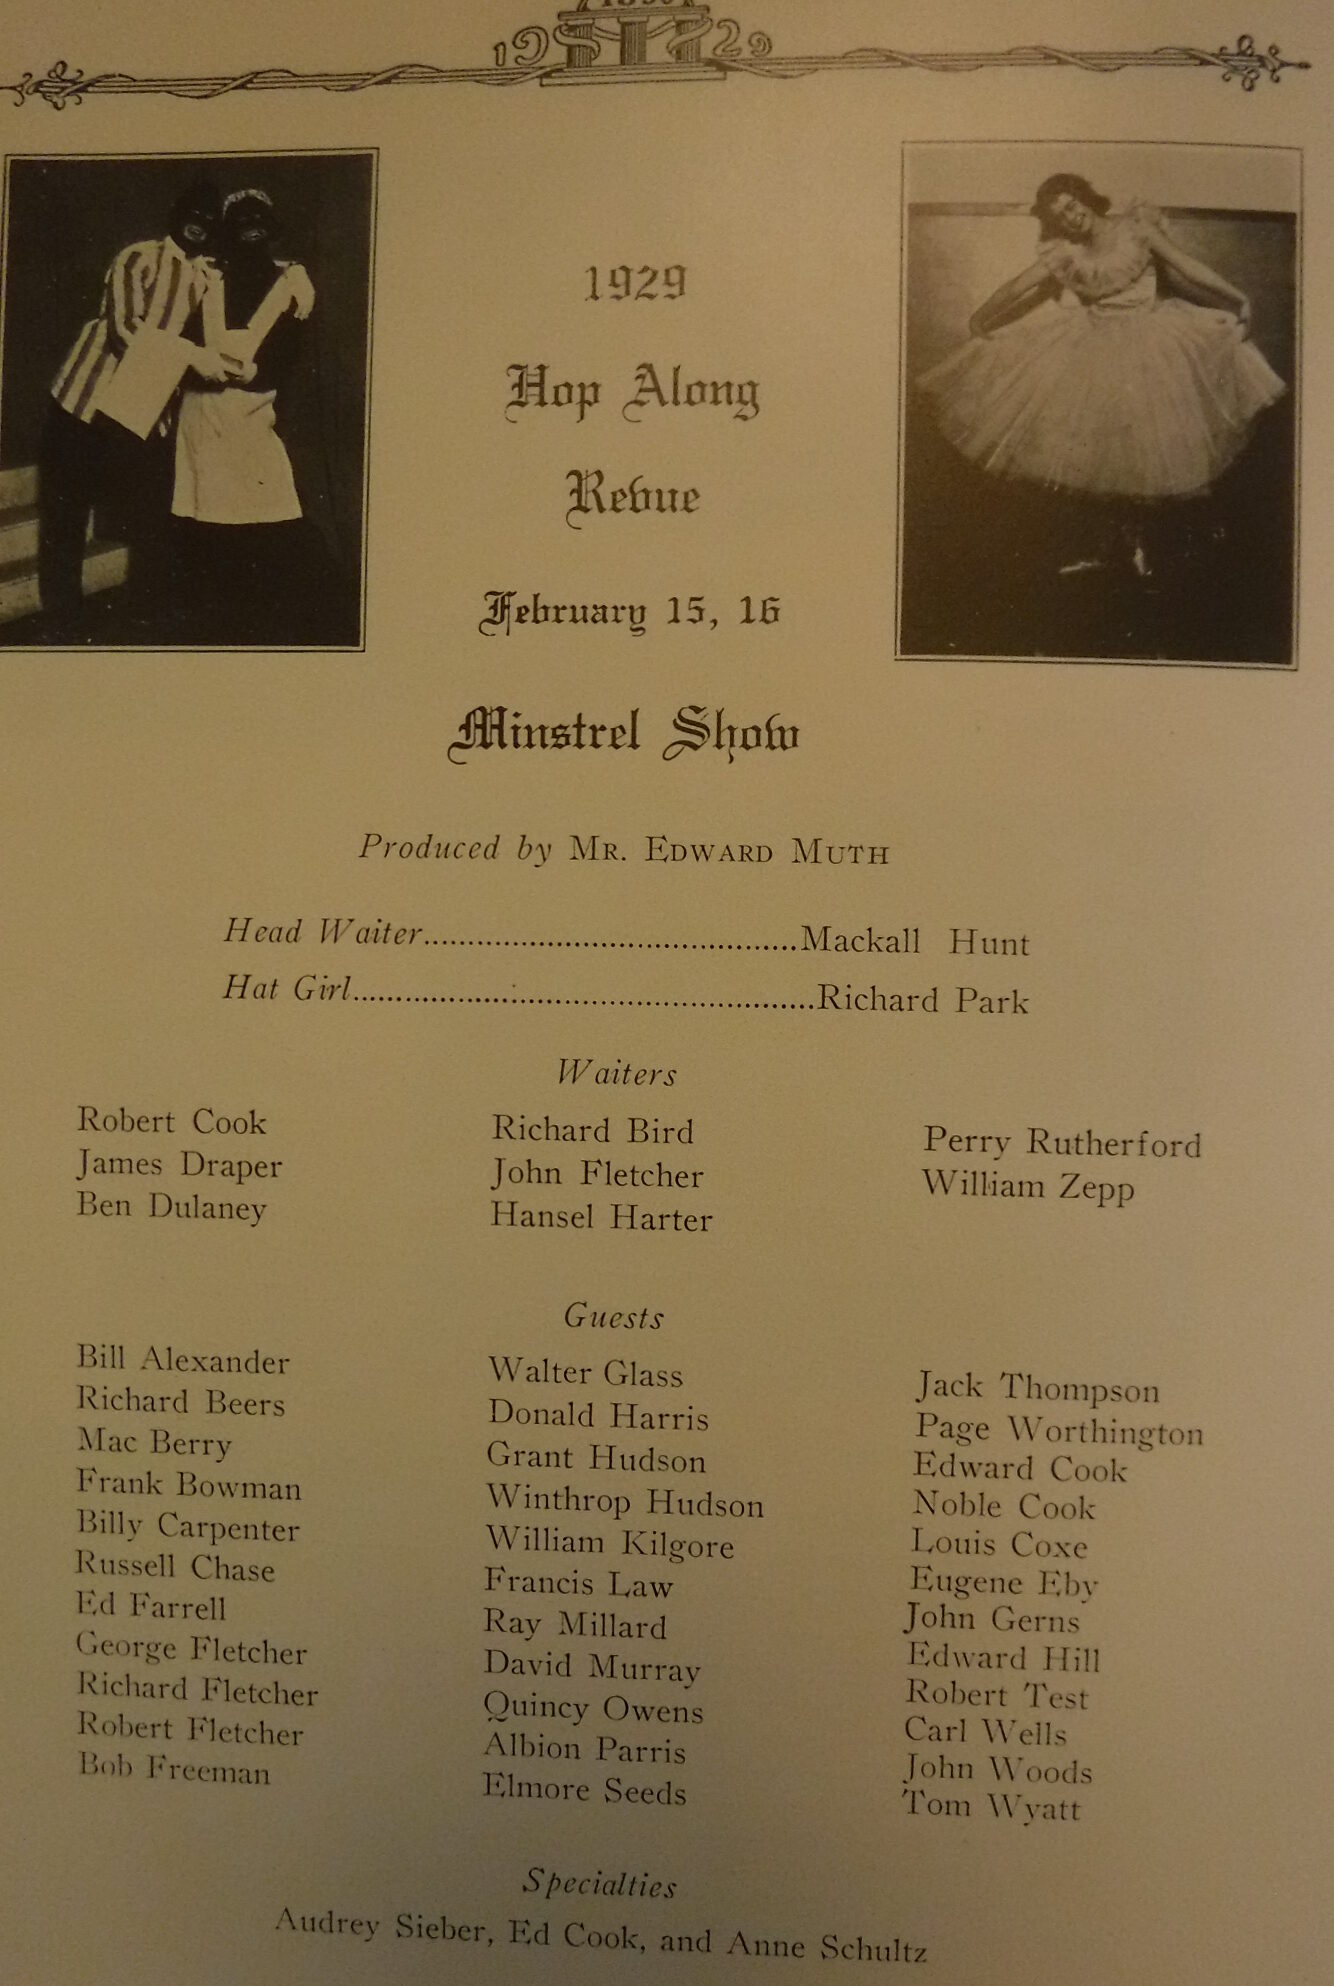 1929
1929
Hop Along
Revue
February 15, 16
Minstrel Show
Produced by MR. EDWARD MUTH
Head Waiter..........................................Mackall Hunt
Hat Girl....................................................Richard Park
Waiters
Robert Cook Richard Bird Perry Rutherford
James Draper John Fletcher William Zepp
Ben Dulaney Hansel Harter
Guests
Bill Alexander Walter Glass Jack Thompson
Richard Beers Donald Harris Page Worthington
Mac Berry Grant Hudson Edward Cook
Frank Bowman Winthrop Hudson Noble Cook
Billy Carpenter William Kilgore Louis Coxe
Russell Chase Francis Law Eugene Eby
Ed Farrell Ray Millard John Gerns
George Fletcher David Murray Edward Hill
Richard Fletcher Quincy Owens Robert Test
Robert Fletcher Albion Parris Carl Wells
Bob Freeman Elmore Seeds John Woods
Tom Wyatt
Specialties
Audrey Sieber, Ed Cook, and Anne Schultz